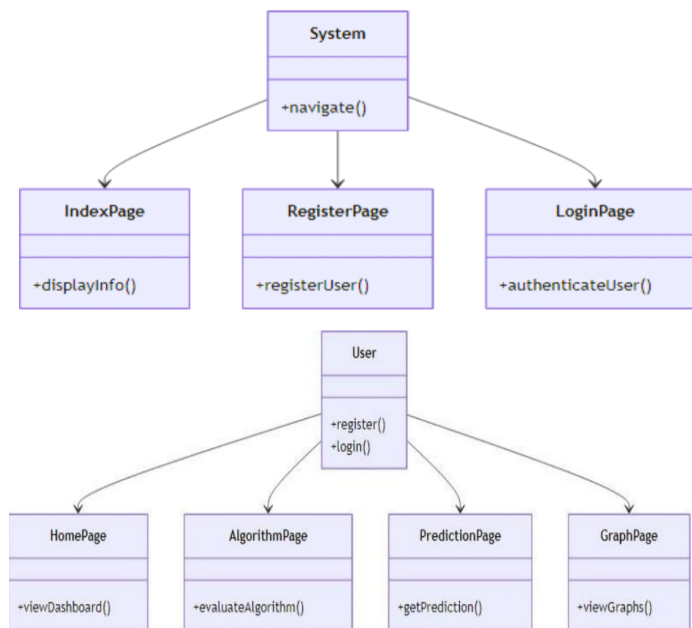 System
+navigate()
IndexPage
RegisterPage
LoginPage
+displayInfo()
+registerUser()
+authenticateUser()
User
+register()
+login()
HomePage
AlgorithmPage
PredictionPage
GraphPage
+viewDashboard()
+evaluateAlgorithm()
+getPrediction()
+viewGraphs()